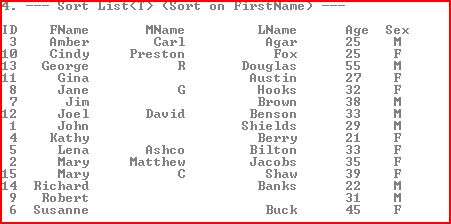 4. --- Sort List<T> (Sort on FirstName) ---
ID FName MName LName Age Sex
3 Amber Carl Agar 25 M
10 Cindy Preston Fox 25 F
13 George R Douglas 55 M
11 Gina Austin 27 F
8 Jane G Hooks 32 F
7 Jim Brown 38 M
12 Joel David Benson 33 M
1 John Shields 29 M
4 Kathy Berry 21 F
5 Lena Ashco Bilton 33 F
2 Mary Matthew Jacobs 35 F
15 Mary C Shaw 39 F
14 Richard Banks 22 M
9 Robert 31 M
6 Susanne Buck 45 F